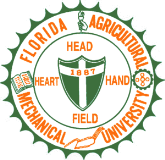 FLORIDA AGRICULTURAL
MECHANICAL UNIVERSITY
HEAD
1887
HEART HAND
FIELD